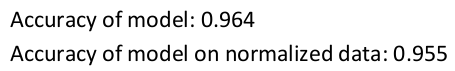 Accuracy of model: 0.964
Accuracy of model on normalized data: 0.955